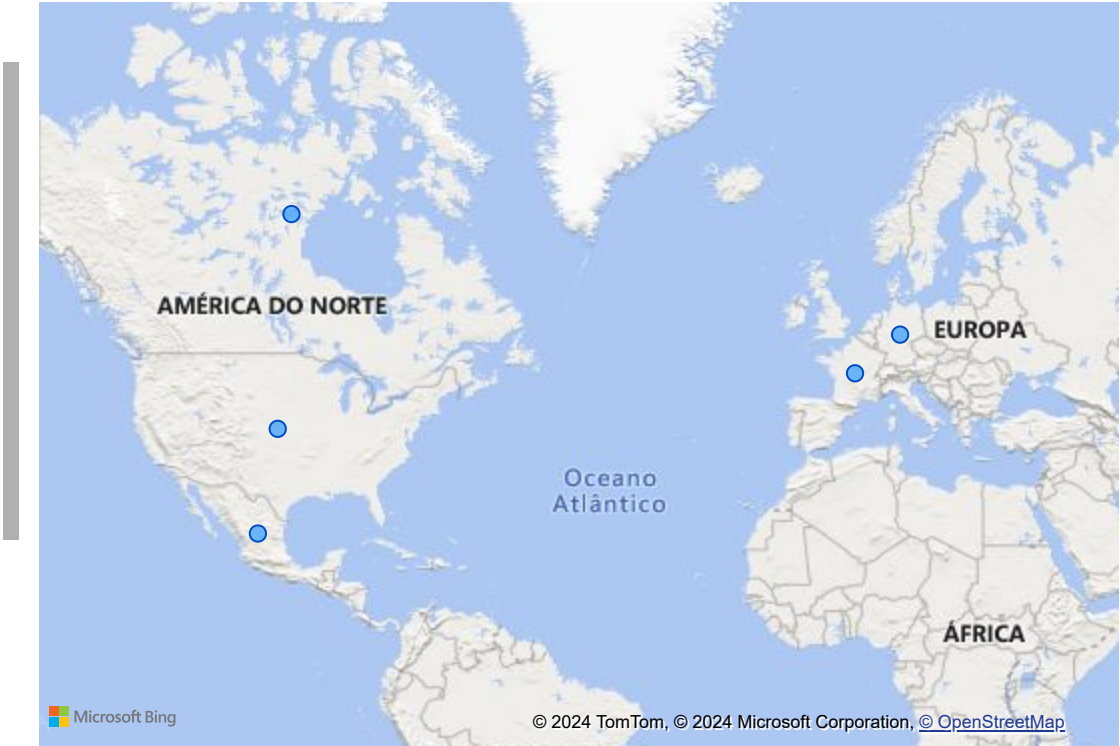 AMÉRICA DO NORTE
EUROPA
Oceano
Atlântico
ÁFRICA
Microsoft Bing
© 2024 TomTom, © 2024 Microsoft Corporation, © OpenStreetMap